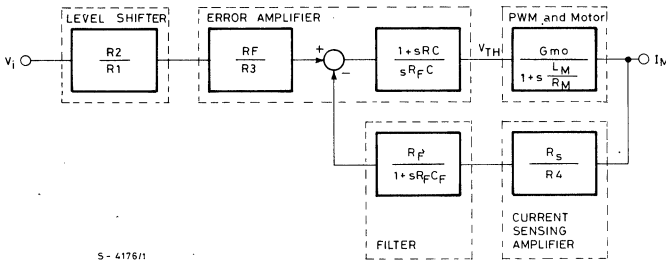 LEVEL SHIFTER
ERROR AMPLIFIER
PWM and Motor
Vi
R2
R1
RF
R3
+
−
1+sRC
sRFC
VTH
Gmo
1+s LM
RM
IM
RF
1+sRFCF
Rs
R4
FILTER
CURRENT
SENSING
AMPLIFIER
S-4176/1